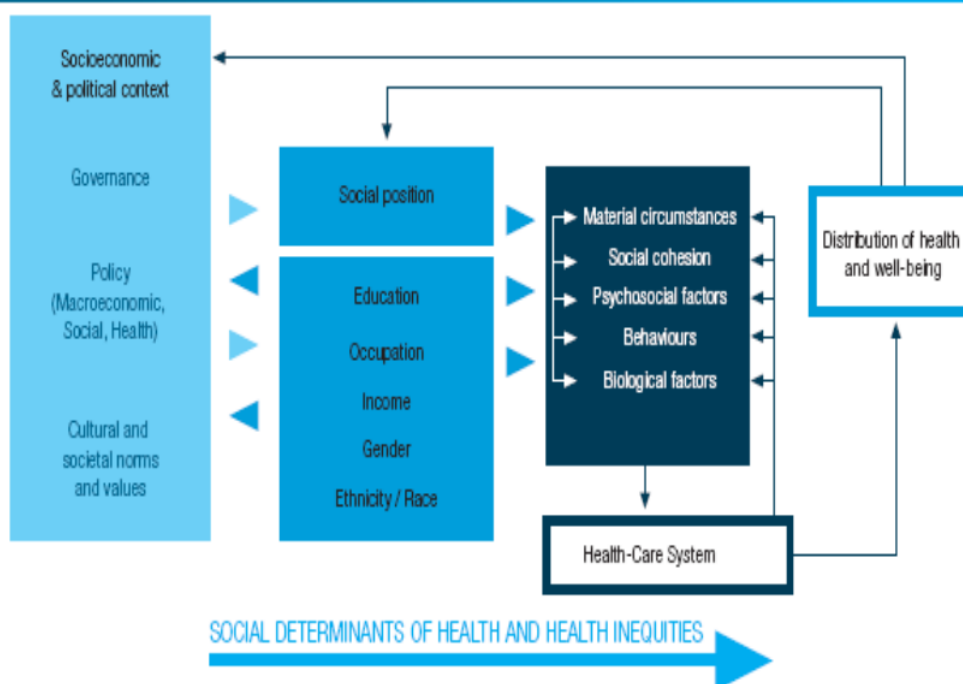 Socioeconomic
& political context
Governance
Policy
(Macroeconomic,
Social, Health)
Cultural and
societal norms
and values
Social position
Education
Occupation
Income
Gender
Ethnicity / Race
Material circumstances
Social cohesion
Psychosocial factors
Behaviours
Biological factors
Health-Care System
Distribution of health
and well-being
SOCIAL DETERMINANTS OF HEALTH AND HEALTH INEQUITIES